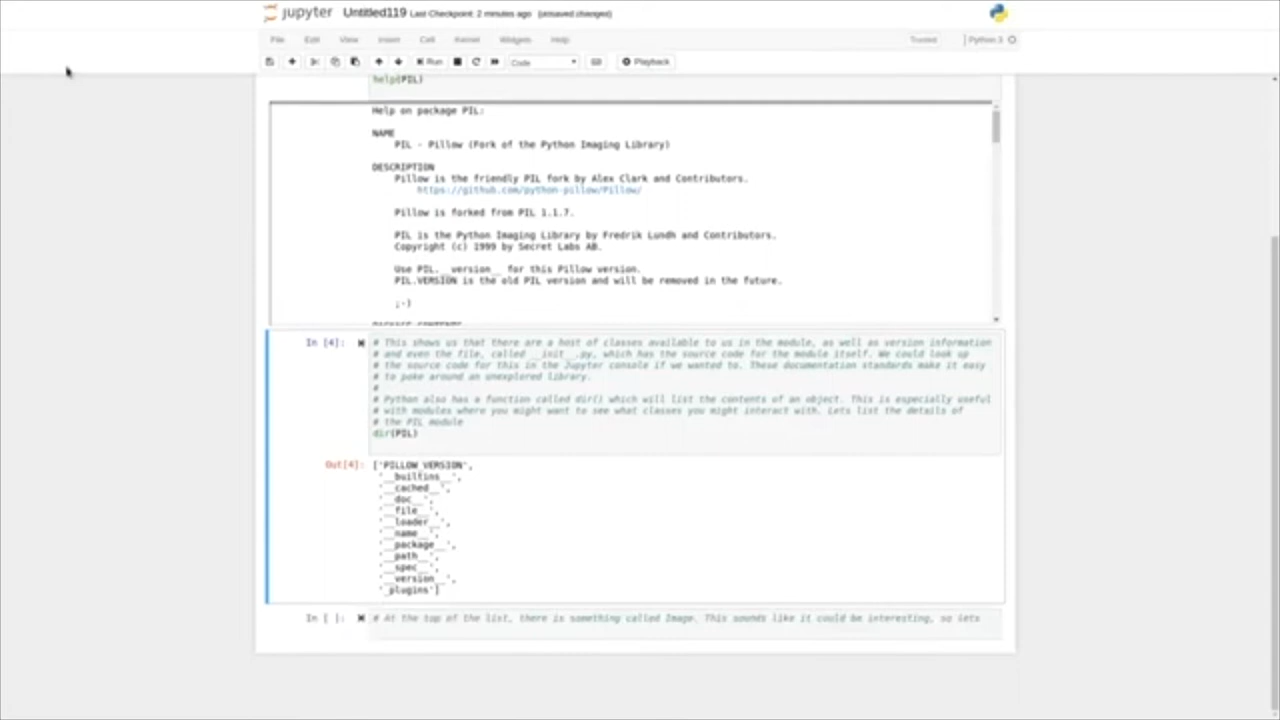 jupyter Untitled119 Last Checkpoint: 2 minutes ago (unsaved changes)
File Edit View Insert Cell Kernel Widgets Help Trusted Python 3
Run Code Playback
help(PIL)
Help on package PIL:
NAME
PIL - Pillow (Fork of the Python Imaging Library)
DESCRIPTION
Pillow is the friendly PIL fork by Alex Clark and Contributors.
https://github.com/python-pillow/Pillow/
Pillow is forked from PIL 1.1.7.
PIL is the Python Imaging Library by Fredrik Lundh and Contributors.
Copyright (c) 1999 by Secret Labs AB.
Use PIL.__version__ for this Pillow version.
PIL.VERSION is the old PIL version and will be removed in the future.
;-)
PACKAGE CONTENTS
In [4]: # This shows us that there are a host of classes available to us in the module, as well as version information
# and even the file, called __init__.py, which has the source code for the module itself. We could look up
# the source code for this in the Jupyter console if we wanted to. These documentation standards make it easy
# to poke around an unexplored library.
#
# Python also has a function called dir() which will list the contents of an object. This is especially useful
# with modules where you might want to see what classes you might interact with. Lets list the details of
# the PIL module
dir(PIL)
Out[4]: ['PILLOW_VERSION',
'__builtins__',
'__cached__',
'__doc__',
'__file__',
'__loader__',
'__name__',
'__package__',
'__path__',
'__spec__',
'__version__',
'_plugins']
In [ ]: # At the top of the list, there is something called Image. This sounds like it could be interesting, so lets